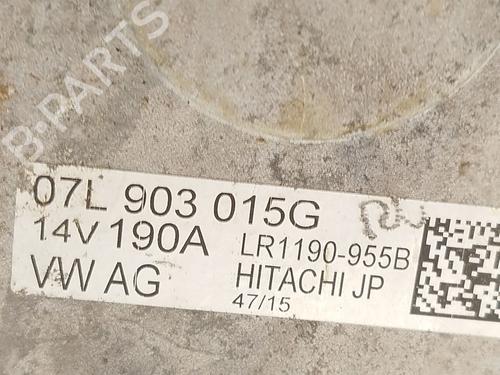 B-PARTS
07L 903 015G
14V 190A LR1190-955B
VW AG HITACHI JP
47/15